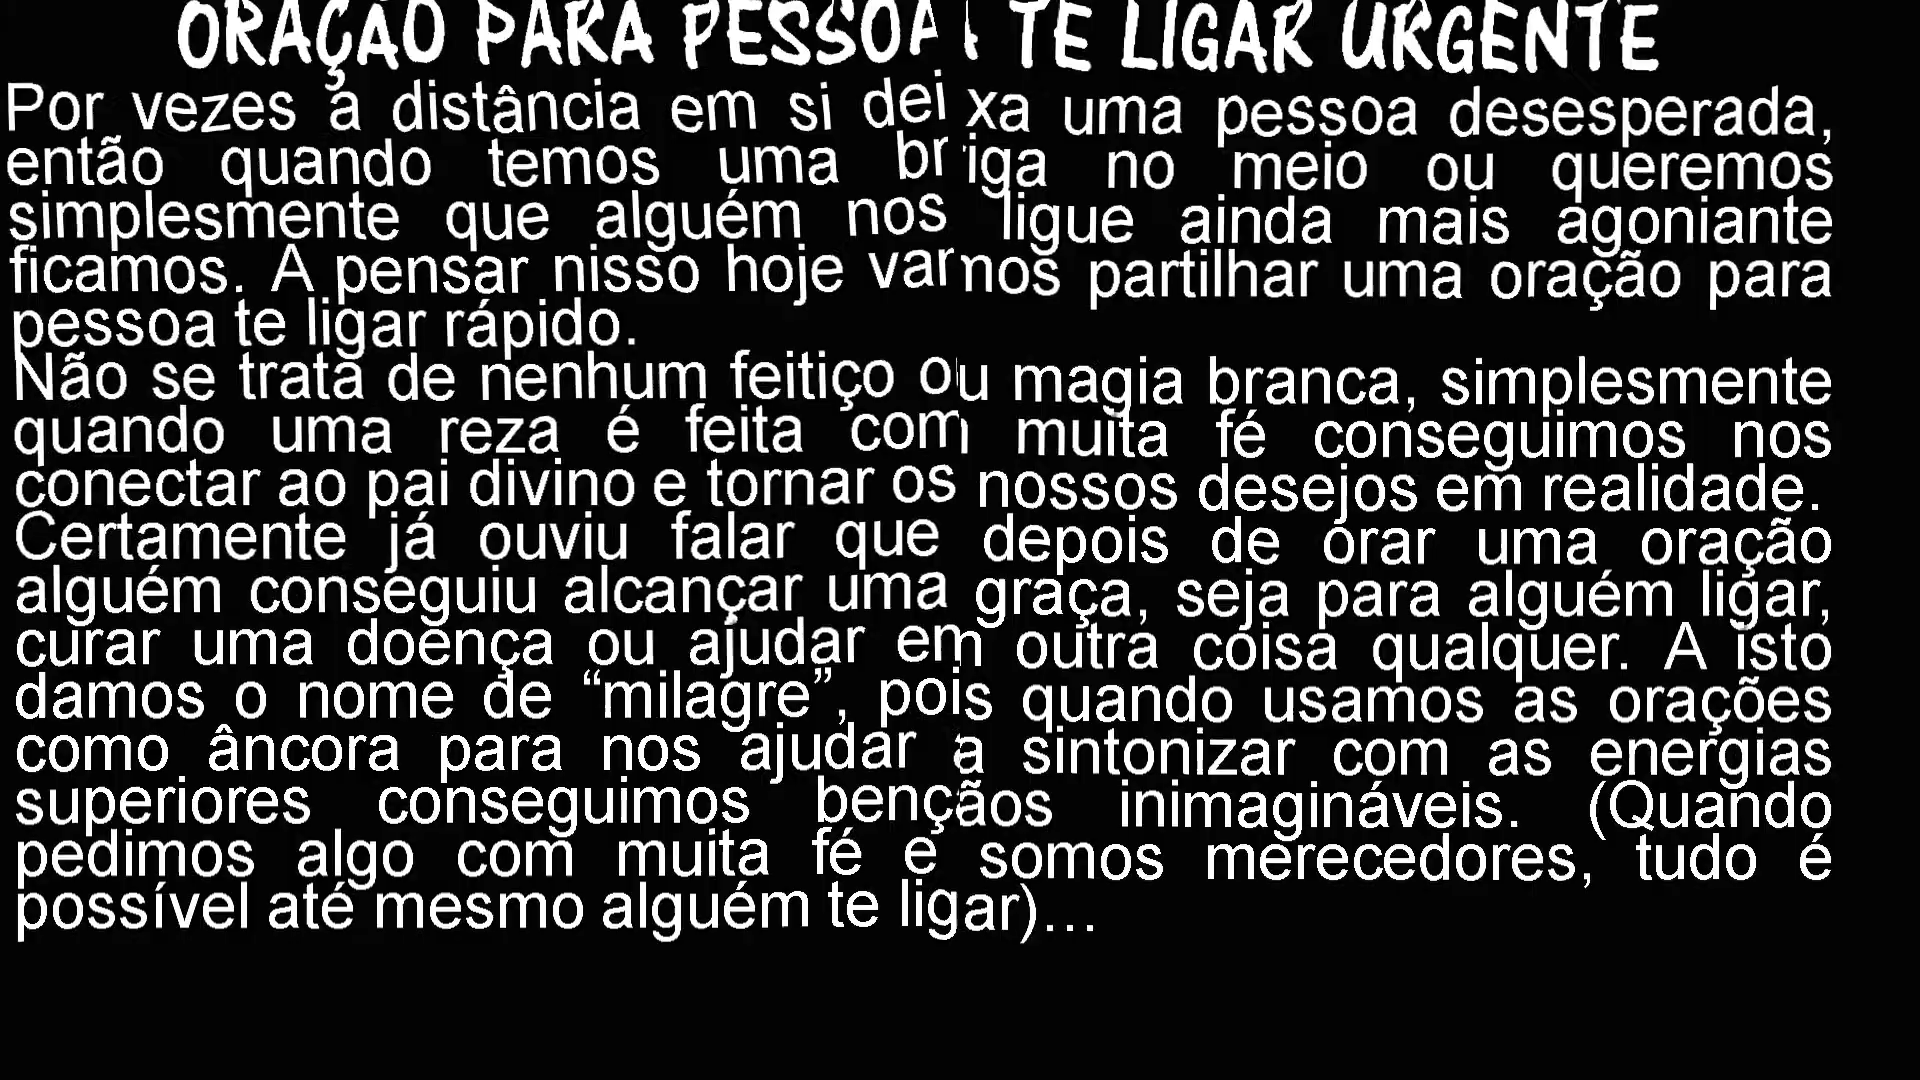 ORAÇÃO PARA PESSOA TE LIGAR URGENTE
Por vezes a distância em si deixa uma pessoa desesperada,
então quando temos uma briga no meio ou queremos
simplesmente que alguém nos ligue ainda mais agoniante
ficamos. A pensar nisso hoje vamos partilhar uma oração para
pessoa te ligar rápido.
Não se trata de nenhum feitiço ou magia branca, simplesmente
quando uma reza é feita com muita fé conseguimos nos
conectar ao pai divino e tornar os nossos desejos em realidade.
Certamente já ouviu falar que depois de orar uma oração
alguém conseguiu alcançar uma graça, seja para alguém ligar,
curar uma doença ou ajudar em outra coisa qualquer. A isto
damos o nome de “milagre”, pois quando usamos as orações
como âncora para nos ajudar a sintonizar com as energias
superiores conseguimos bençãos inimagináveis. (Quando
pedimos algo com muita fé e somos merecedores, tudo é
possível até mesmo alguém te ligar)…